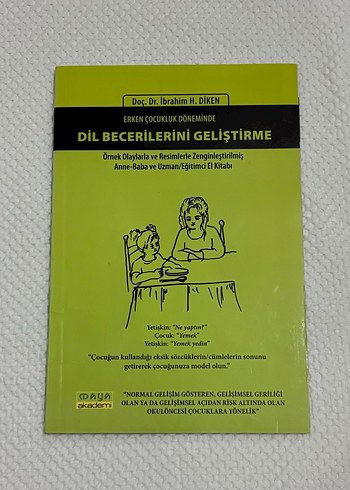 Doç. Dr. İbrahim H. DİKEN
ERKEN ÇOCUKLUK DÖNEMİNDE
DİL BECERİLERİNİ GELİŞTİRME
Örnek Olaylarla ve Resimlerle Zenginleştirilmiş
Anne-Baba ve Uzman/Eğitimci El Kitabı
Yetişkin: "Ne yaptın?"
Çocuk: "Yemek"
Yetişkin: "Yemek yedin"
"Çocuğun kullandığı eksik sözcüklerin/cümlelerin sonunu
getirerek çocuğunuza model olun."
maya
akademi
"NORMAL GELİŞİM GÖSTEREN, GELİŞİMSEL GERİLİĞİ
OLAN YA DA GELİŞİMSEL AÇIDAN RİSK ALTINDA OLAN
OKULÖNCESİ ÇOCUKLARA YÖNELİK"